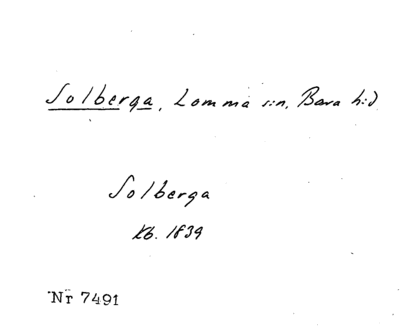 Solberga, Lomma s:n, Bara h:d
Solberga
Kb. 1839
Nr 7491